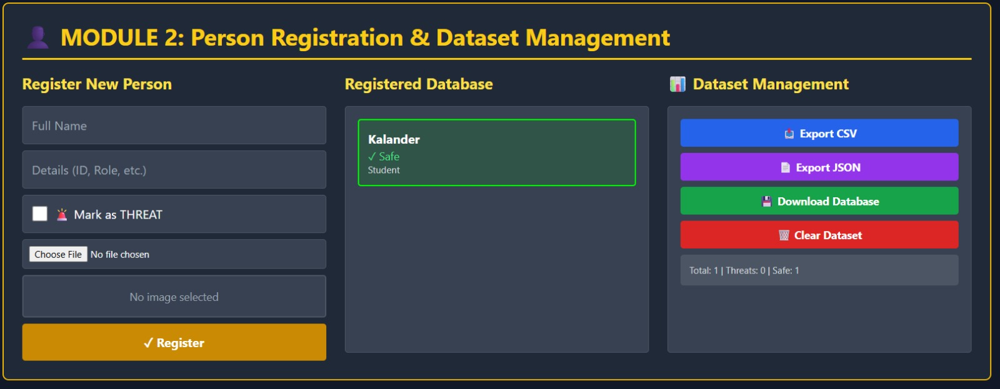 MODULE 2: Person Registration & Dataset Management
Register New Person
Full Name
Details (ID, Role, etc.)
Mark as THREAT
Choose File No file chosen
No image selected
✓ Register
Registered Database
Kalander
✓ Safe
Student
Dataset Management
Export CSV
Export JSON
Download Database
Clear Dataset
Total: 1 | Threats: 0 | Safe: 1